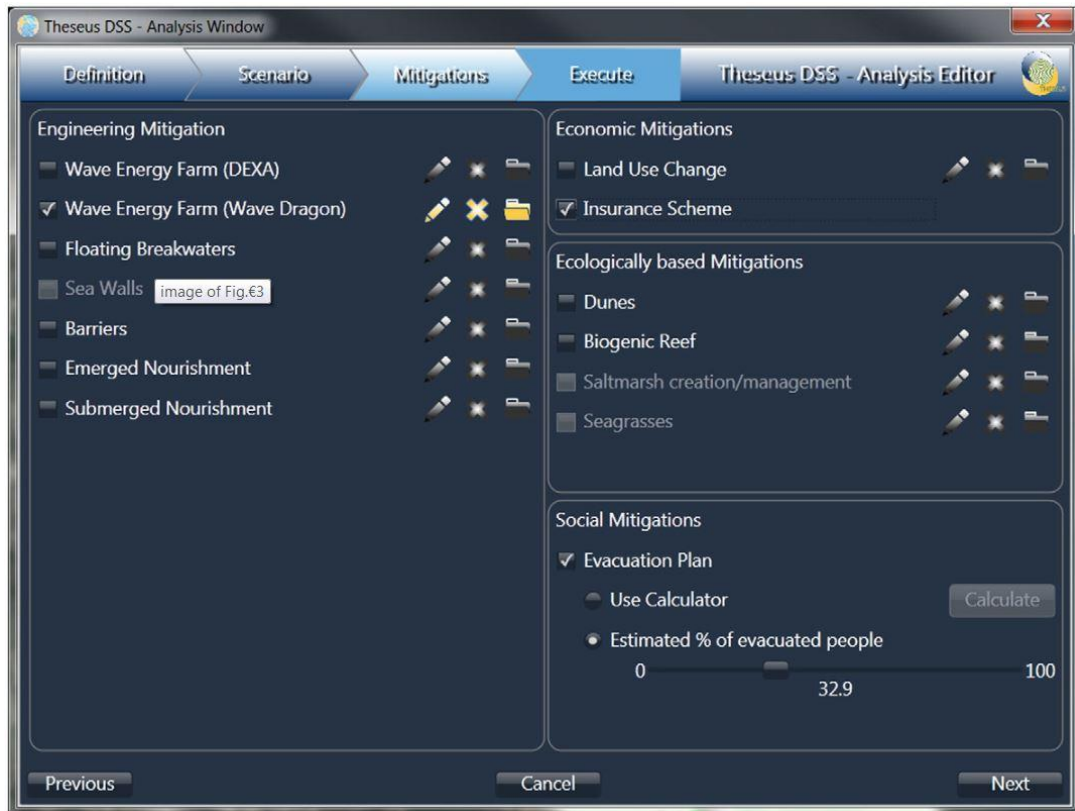 Theseus DSS - Analysis Window
Definition
Scenario
Mitigations
Execute
Theseus DSS - Analysis Editor
Engineering Mitigation
Wave Energy Farm (DEXA)
Wave Energy Farm (Wave Dragon)
Floating Breakwaters
Sea Walls
image of Fig.€3
Barriers
Emerged Nourishment
Submerged Nourishment
Economic Mitigations
Land Use Change
Insurance Scheme
Ecologically based Mitigations
Dunes
Biogenic Reef
Saltmarsh creation/management
Seagrasses
Social Mitigations
Evacuation Plan
Use Calculator
Calculate
Estimated % of evacuated people
0
100
32.9
Previous
Cancel
Next